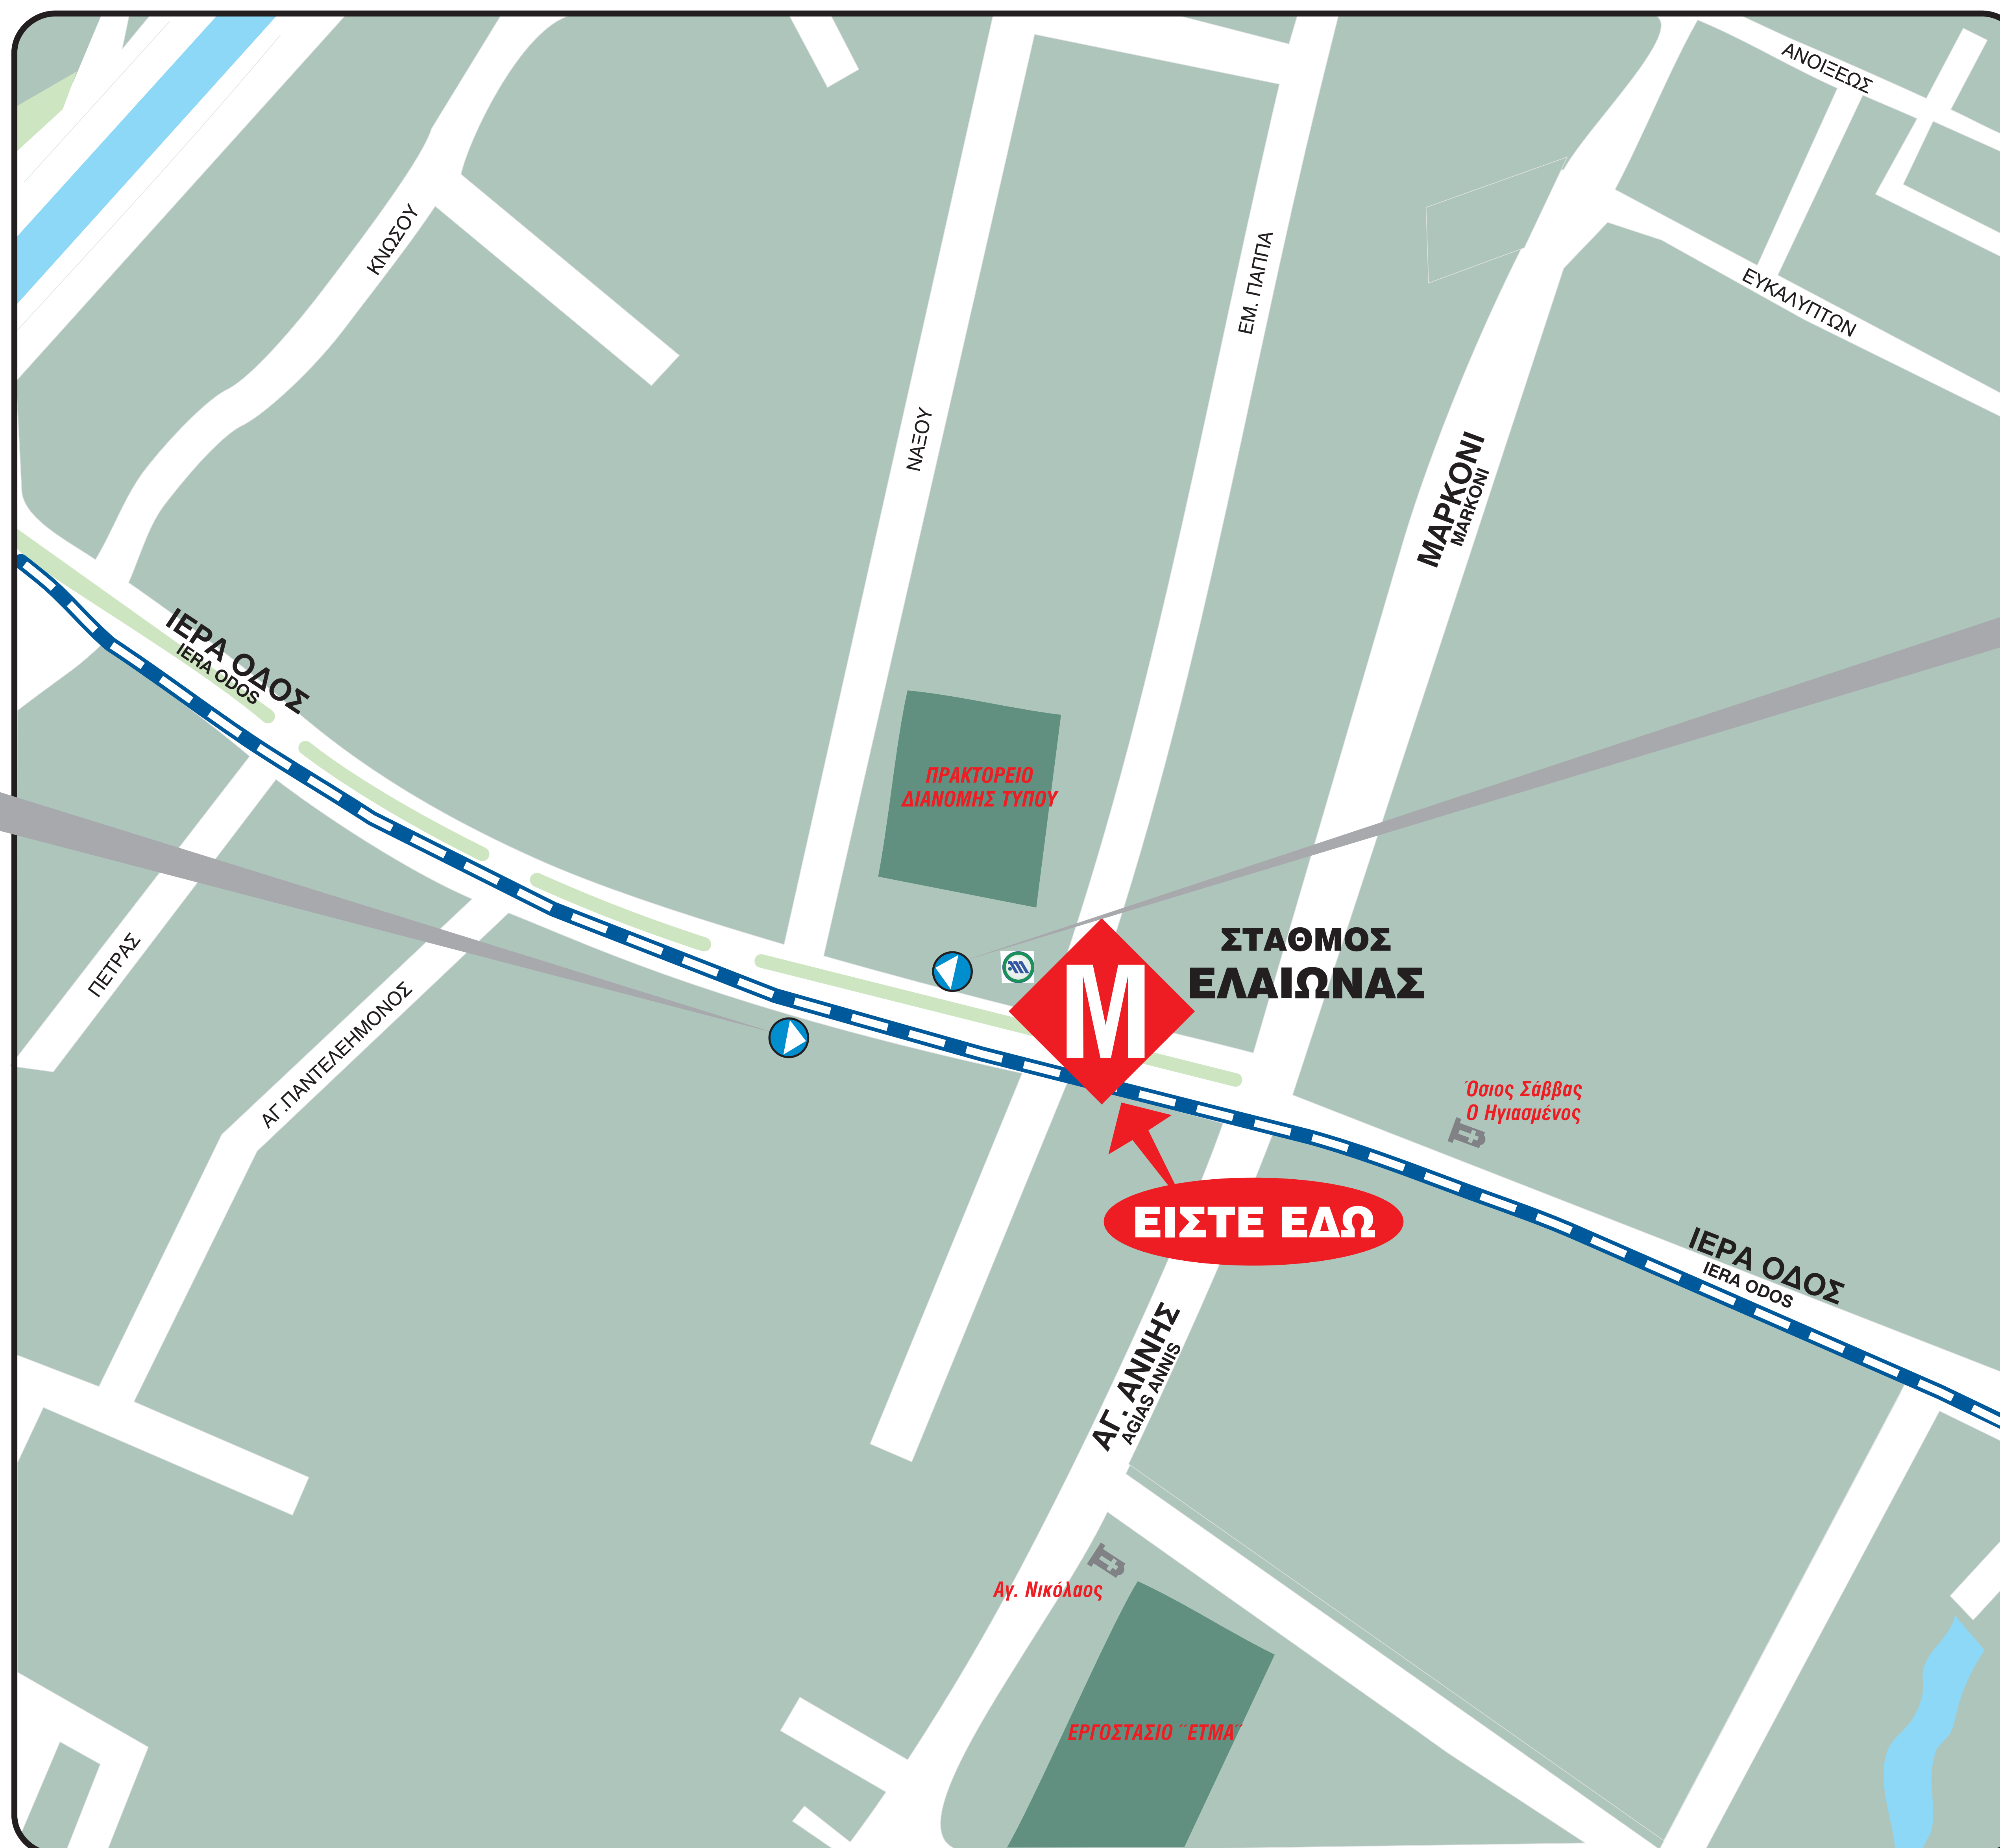 ΑΝΟΙΞΕΩΣ
ΚΝΩΣΟΥ
ΕΜ. ΠΑΠΠΑ
ΕΥΚΑΛΥΠΤΩΝ
ΝΑΞΟΥ
ΜΑΡΚΟΝΙ
MARKONI
ΙΕΡΑ ΟΔΟΣ
IERA ODOS
ΠΡΑΚΤΟΡΕΙΟ
ΔΙΑΝΟΜΗΣ ΤΥΠΟΥ
ΠΕΤΡΑΣ
ΑΓ.ΠΑΝΤΕΛΕΗΜΟΝΟΣ
M
ΣΤΑΘΜΟΣ
ΕΛΑΙΩΝΑΣ
Όσιος Σάββας
Ο Ηγιασμένος
ΕΙΣΤΕ ΕΔΩ
ΙΕΡΑ ΟΔΟΣ
IERA ODOS
ΑΓ. ΑΝΝΗΣ
AGIAS ANNIS
Αγ. Νικόλαος
ΕΡΓΟΣΤΑΣΙΟ ¨ΕΤΜΑ¨